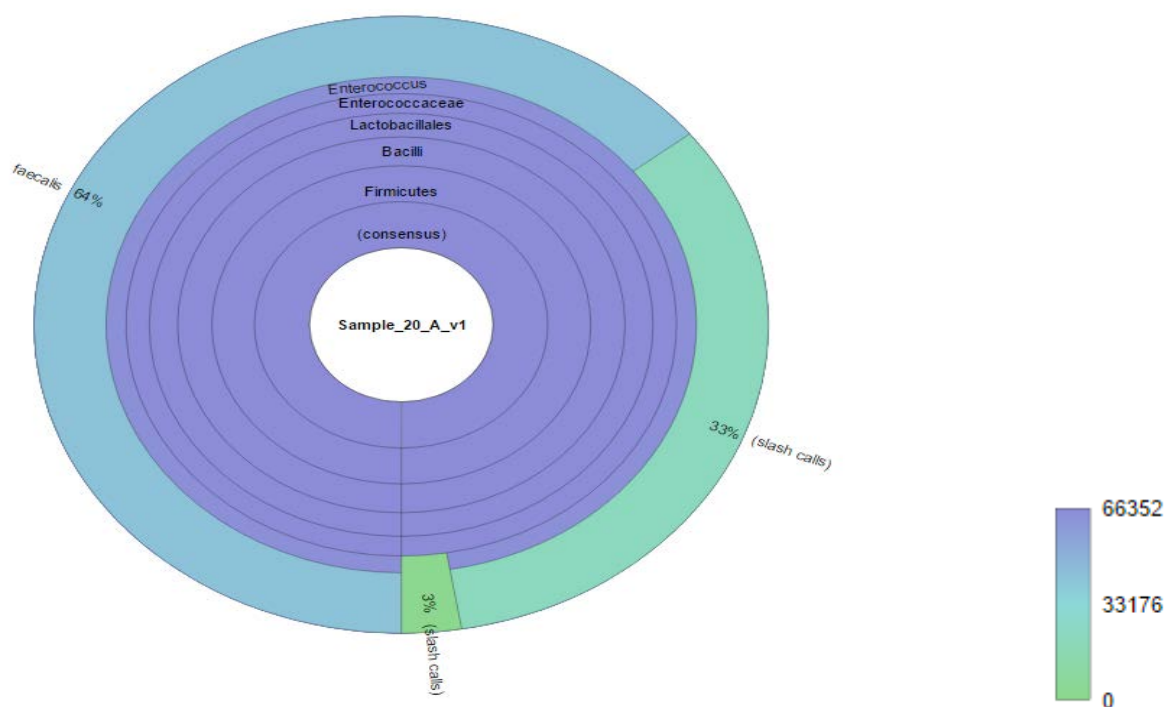 Enterococcus
Enterococcaceae
Lactobacillales
Bacilli
Firmicutes
(consensus)
Sample_20_A_v1
faecalis 64%
33% (slash calls)
3% (slash calls)
66352
33176
0